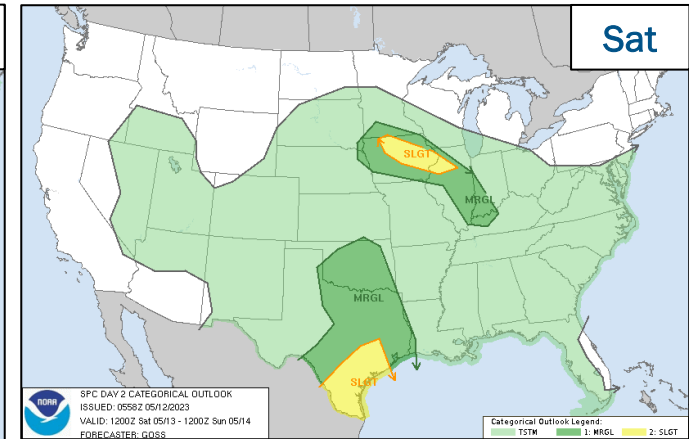 Sat
SLGT
MRGL
MRGL
SLGT
NOAA
SPC DAY 2 CATEGORICAL OUTLOOK
ISSUED: 0558Z 05/12/2023
VALID: 1200Z Sat 05/13 - 1200Z Sun 05/14
FORECASTER: GOSS
Categorical Outlook Legend:
TSTM 1: MRGL 2: SLGT